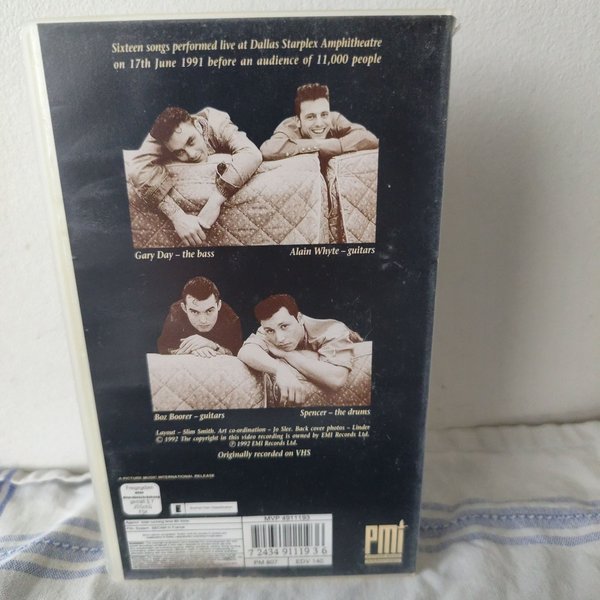 Sixteen songs performed live at Dallas Starplex Amphitheatre
on 17th June 1991 before an audience of 11,000 people
Gary Day – the bass
Alain Whyte – guitars
Boz Boorer – guitars
Spencer – the drums
Layout – Slim Smith. Art co-ordination – Jo Slee. Back cover photos – Linder
© 1992 The copyright in this video recording is owned by EMI Records Ltd.
℗ 1992 EMI Records Ltd.
Originally recorded on VHS
A PICTURE MUSIC INTERNATIONAL RELEASE
Freigegeben
E
MVP 4911193
7 24349 11193 6
PM 807
EDV 140
PMi